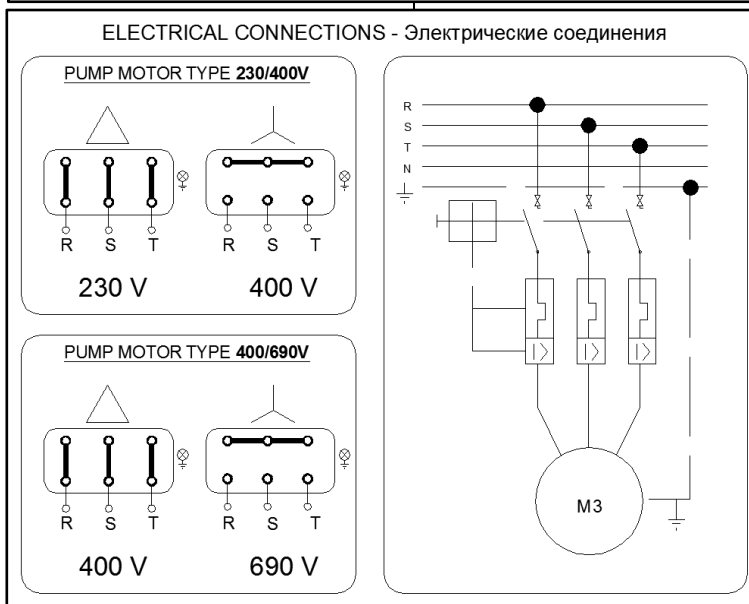 ELECTRICAL CONNECTIONS - Электрические соединения
PUMP MOTOR TYPE 230/400V
R S T R S T
230 V 400 V
PUMP MOTOR TYPE 400/690V
R S T R S T
400 V 690 V
R
S
T
N
I> I> I>
M3